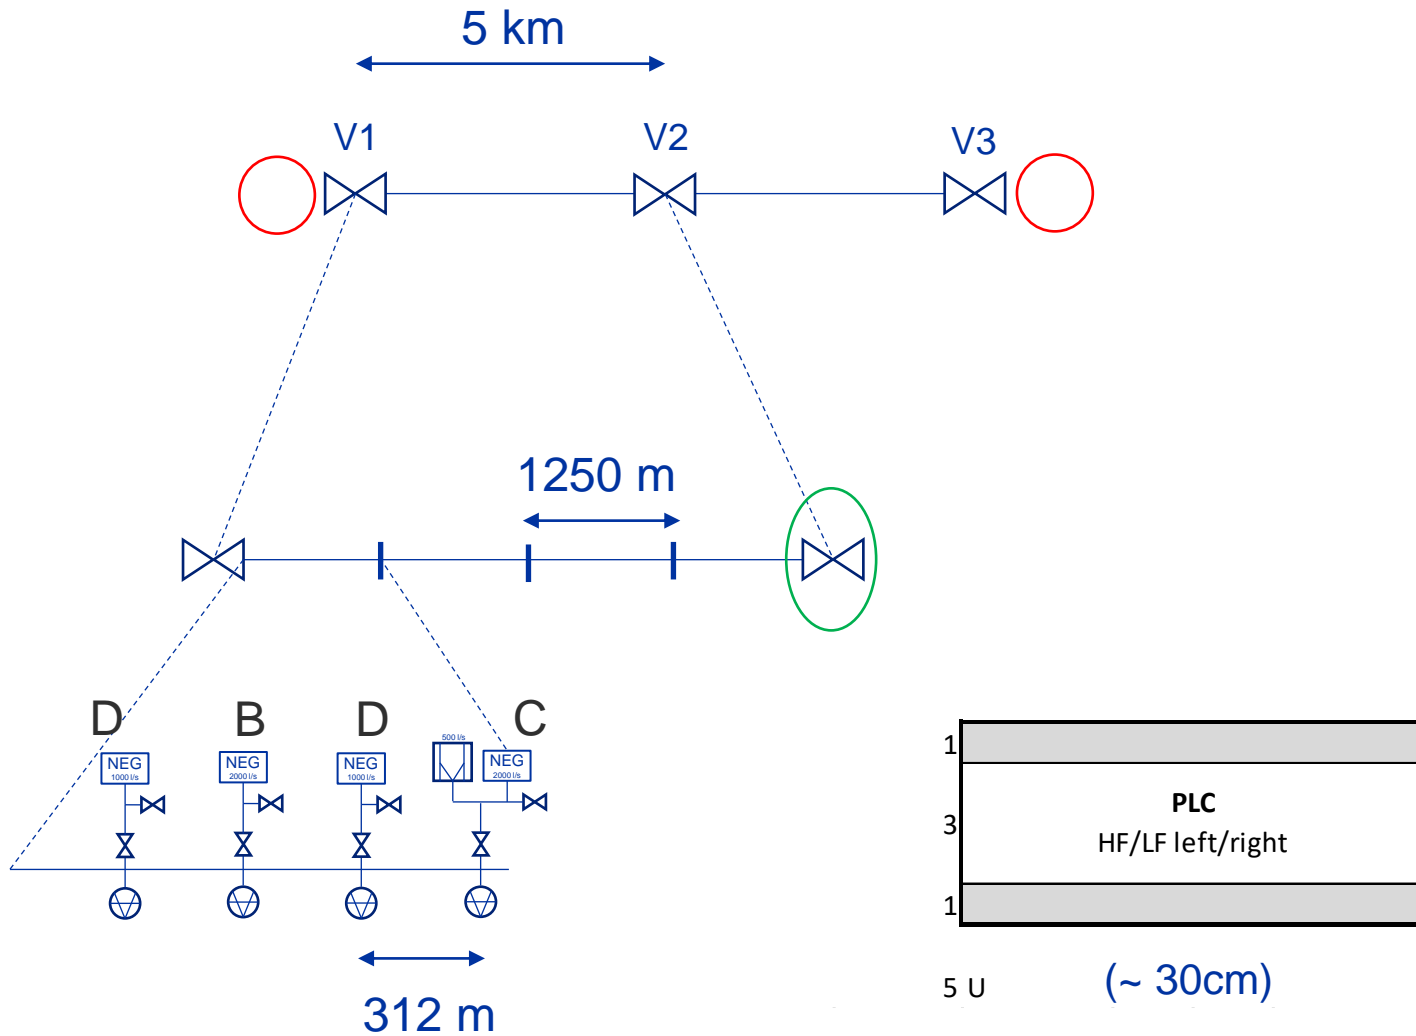 5 km
V1
V2
V3
1250 m
D
B
D
C
500 l/s
NEG
1000 l/s
NEG
2000 l/s
NEG
1000 l/s
NEG
2000 l/s
1
PLC
3
HF/LF left/right
1
5 U
(~ 30cm)
312 m